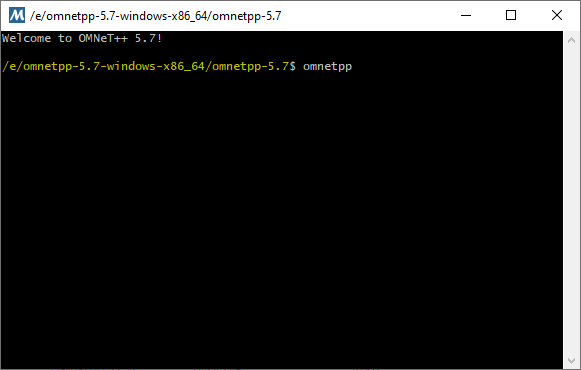 /e/omnetpp-5.7-windows-x86_64/omnetpp-5.7
Welcome to OMNeT++ 5.7!
/e/omnetpp-5.7-windows-x86_64/omnetpp-5.7$ omnetpp